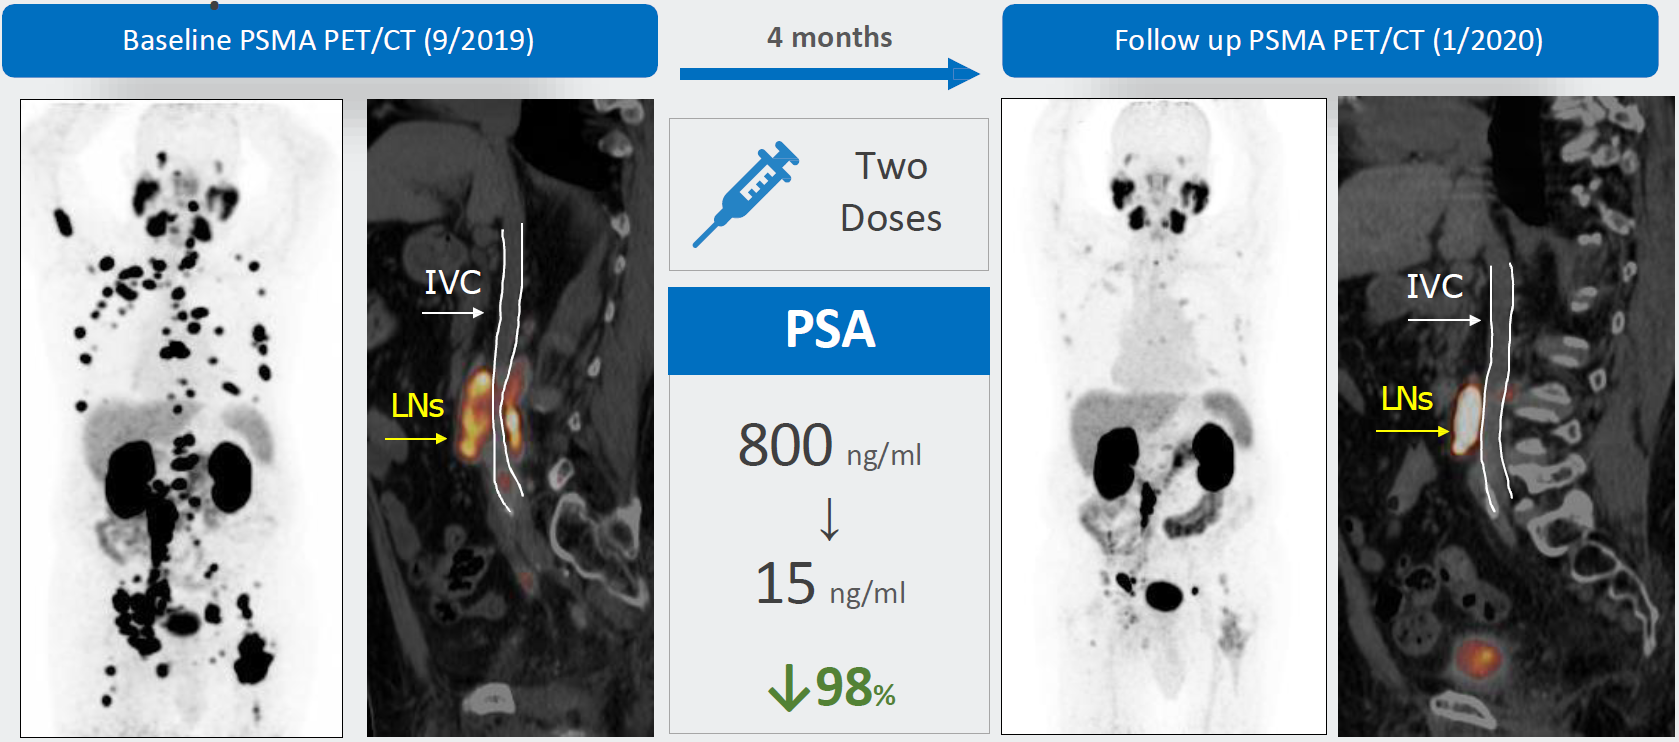 Baseline PSMA PET/CT (9/2019)
4 months
Follow up PSMA PET/CT (1/2020)
IVC
LNs
Two
Doses
PSA
800 ng/ml
↓
15 ng/ml
↓98%
IVC
LNs